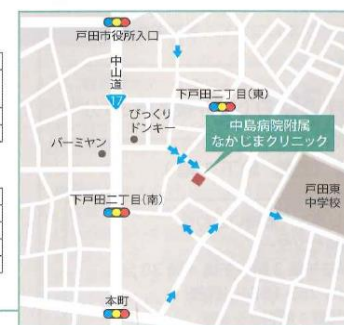 戸田市役所入口
中山道
17
下戸田二丁目(東)
びっくり
ドンキー
バーミヤン
中島病院附属
なかじまクリニック
戸田東
中学校
下戸田二丁目(南)
本町